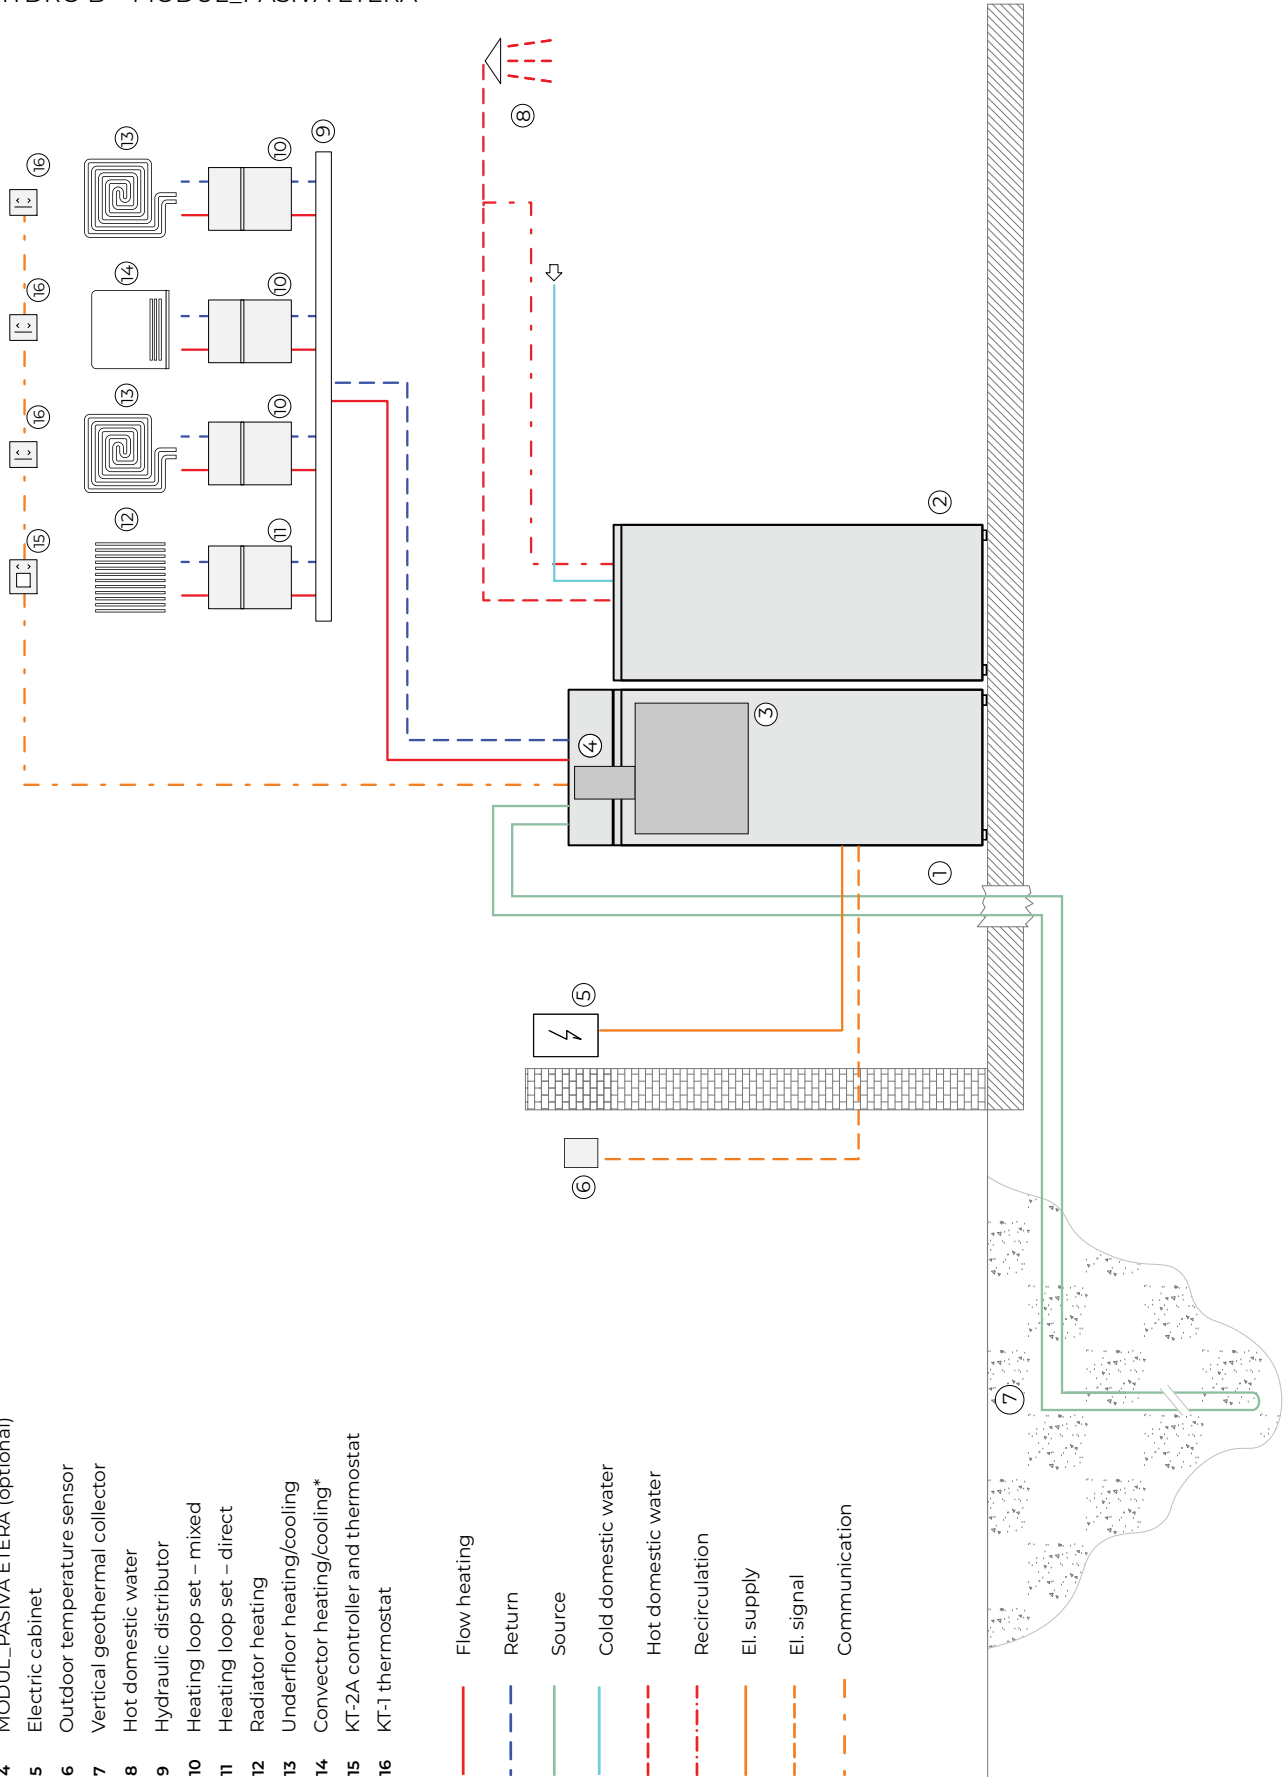 4 MODUL_PASIVA ETERA (optional)
5 Electric cabinet
6 Outdoor temperature sensor
7 Vertical geothermal collector
8 Hot domestic water
9 Hydraulic distributor
10 Heating loop set – mixed
11 Heating loop set – direct
12 Radiator heating
13 Underfloor heating/cooling
14 Convector heating/cooling*
15 KT-2A controller and thermostat
16 KT-1 thermostat
Flow heating
Return
Source
Cold domestic water
Hot domestic water
Recirculation
El. supply
El. signal
Communication
15
16
16
16
12
13
14
13
11
10
10
10
9
8
4
3
2
1
5
6
7